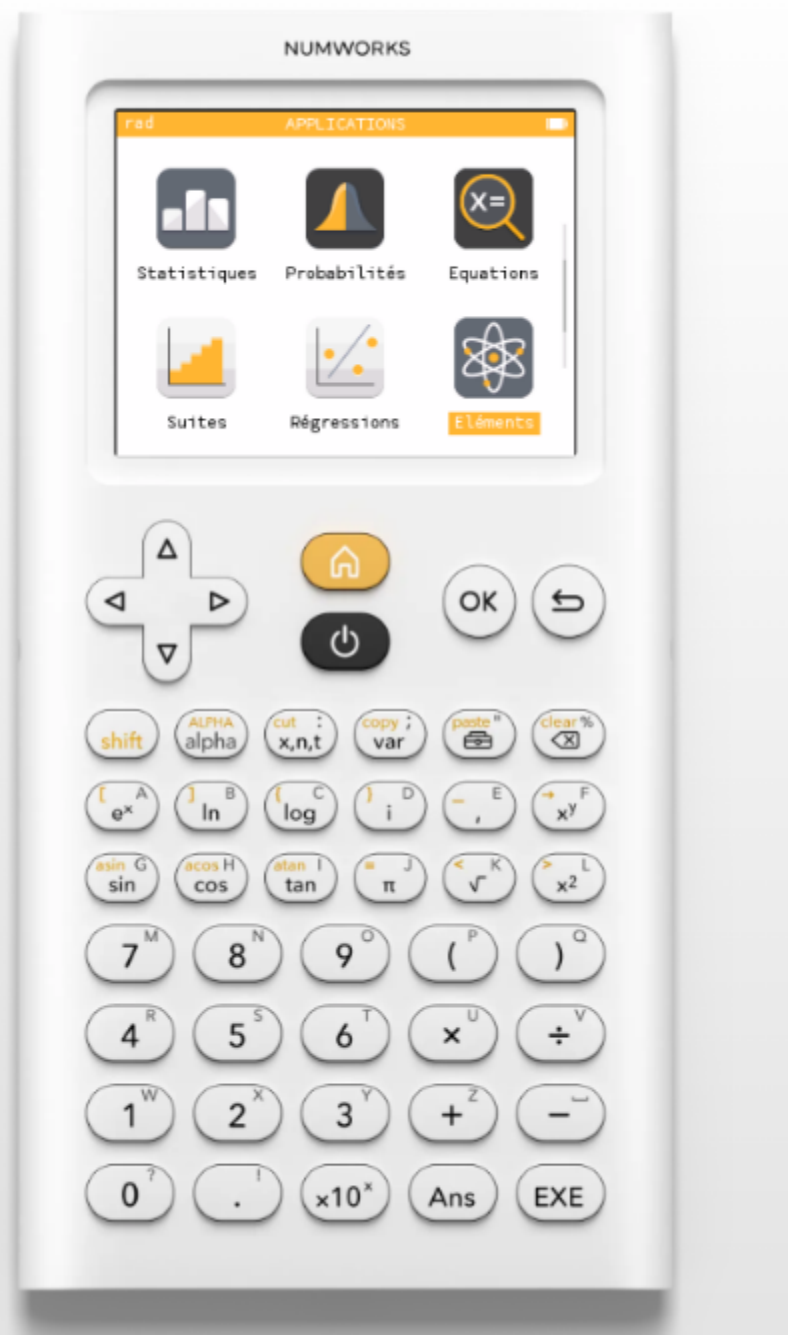 NUMWORKS
rad APPLICATIONS
X=
Statistiques Probabilités Equations
Suites Régressions Eléments
OK
ALPHA cut : copy ; paste " clear %
shift alpha x,n,t var
[ A ] B { C } D _ E → F
eˣ ln log i , xʸ
asin G acos H atan I = J < K > L
sin cos tan π √ x²
M N O P Q
7 8 9 ( )
R S T U V
4 5 6 × ÷
W X Y Z
1 2 3 + −
? !
0 . ×10ˣ Ans EXE